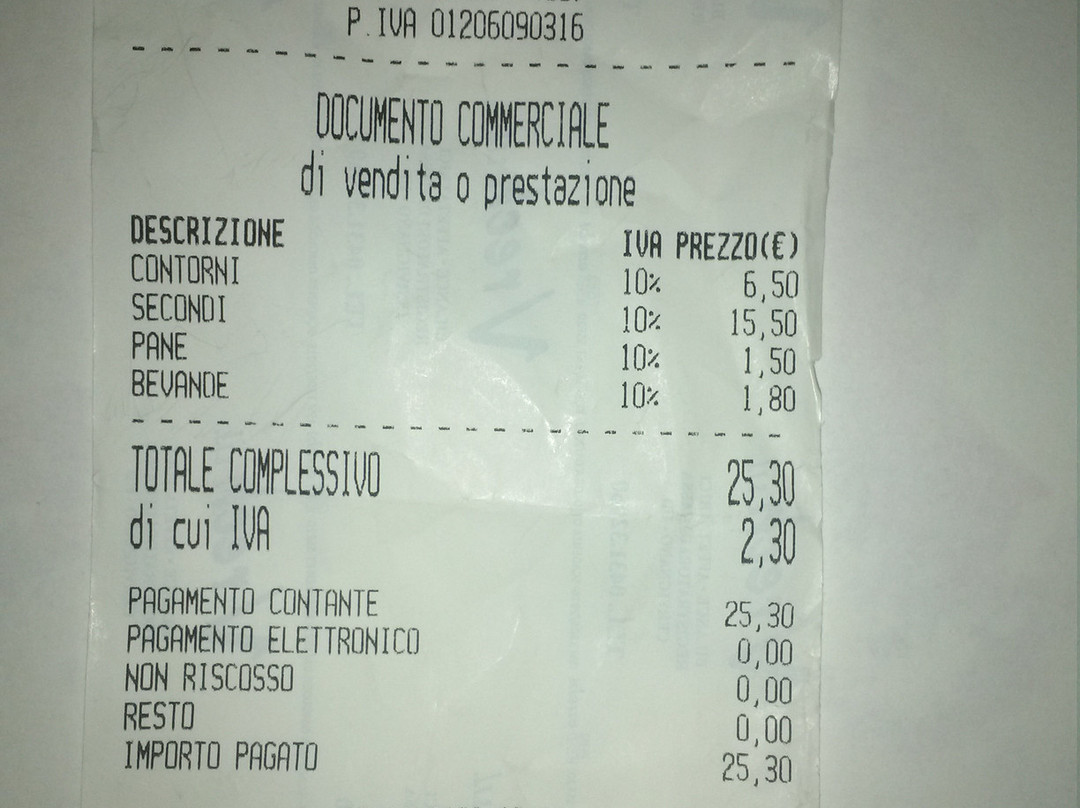 P.IVA 01206090316
DOCUMENTO COMMERCIALE
di vendita o prestazione
DESCRIZIONE IVA PREZZO(€)
CONTORNI 10% 6,50
SECONDI 10% 15,50
PANE 10% 1,50
BEVANDE 10% 1,80
TOTALE COMPLESSIVO 25,30
di cui IVA 2,30
PAGAMENTO CONTANTE 25,30
PAGAMENTO ELETTRONICO 0,00
NON RISCOSSO 0,00
RESTO 0,00
IMPORTO PAGATO 25,30